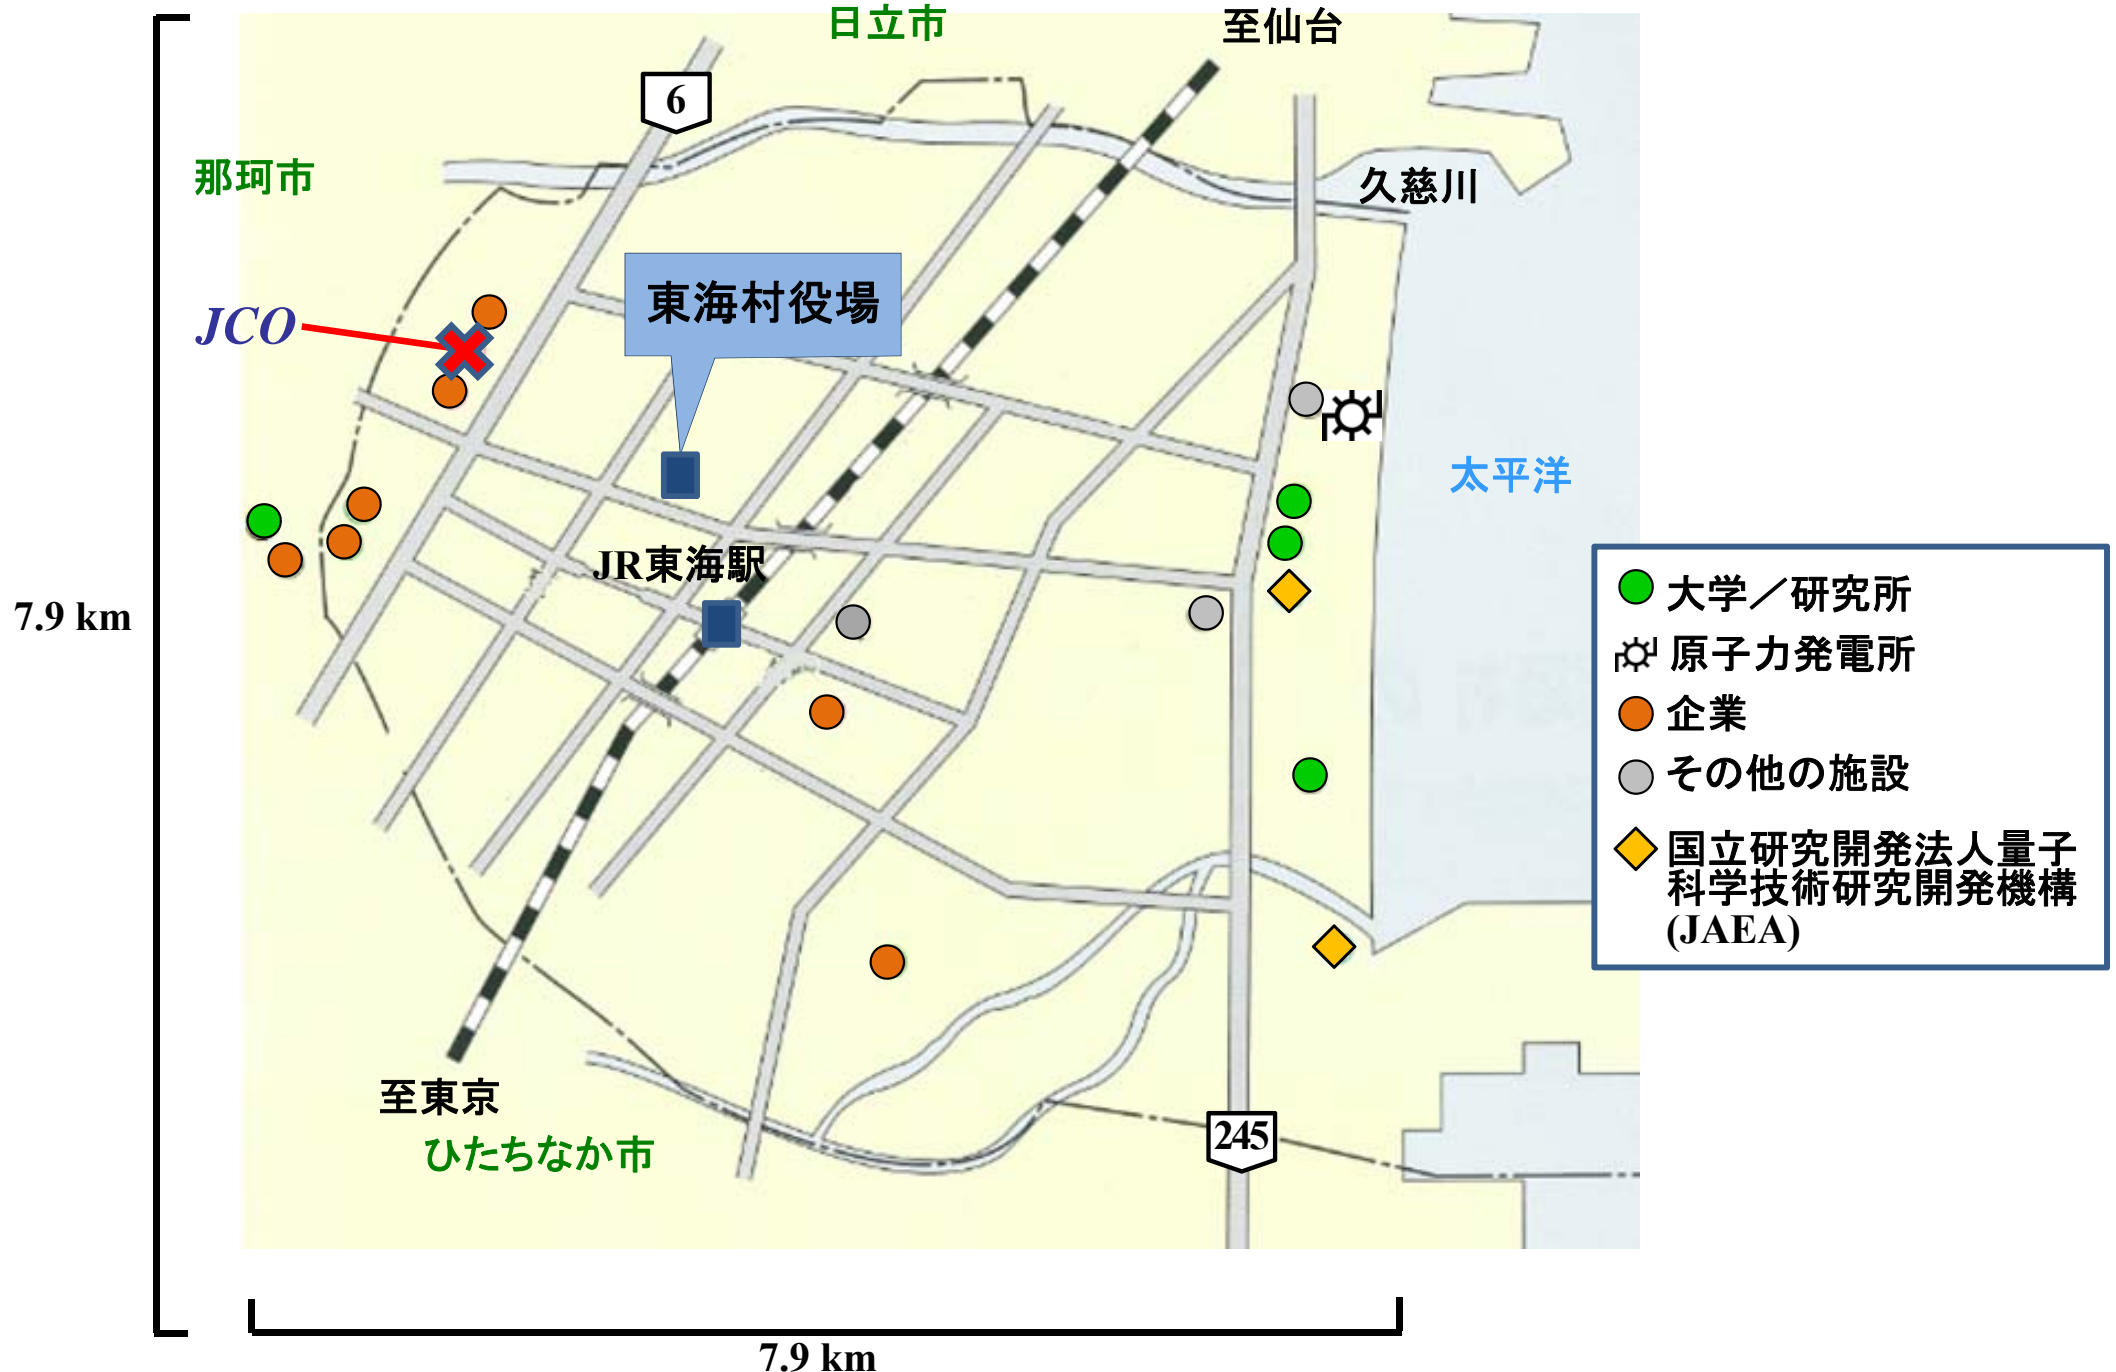 日立市
至仙台
6
那珂市
久慈川
東海村役場
JCO
太平洋
JR東海駅
7.9 km
大学／研究所
原子力発電所
企業
その他の施設
国立研究開発法人量子
科学技術研究開発機構
(JAEA)
至東京
ひたちなか市
245
7.9 km